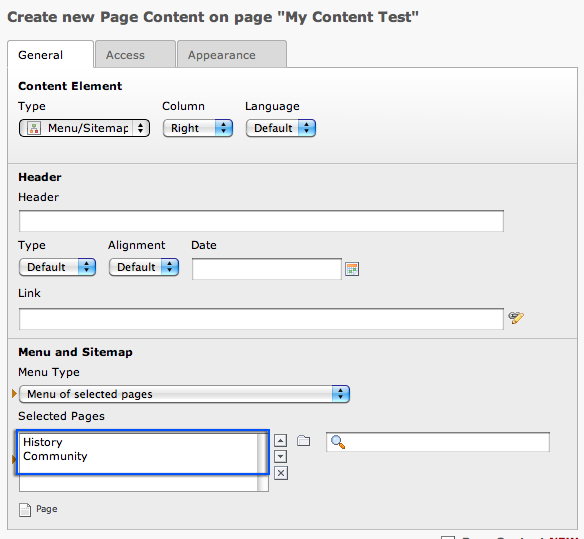 Create new Page Content on page "My Content Test"
General Access Appearance
Content Element
Type Column Language
Menu/Sitemap Right Default
Header
Header
Type Alignment Date
Default Default
Link
Menu and Sitemap
Menu Type
Menu of selected pages
Selected Pages
History
Community
Page